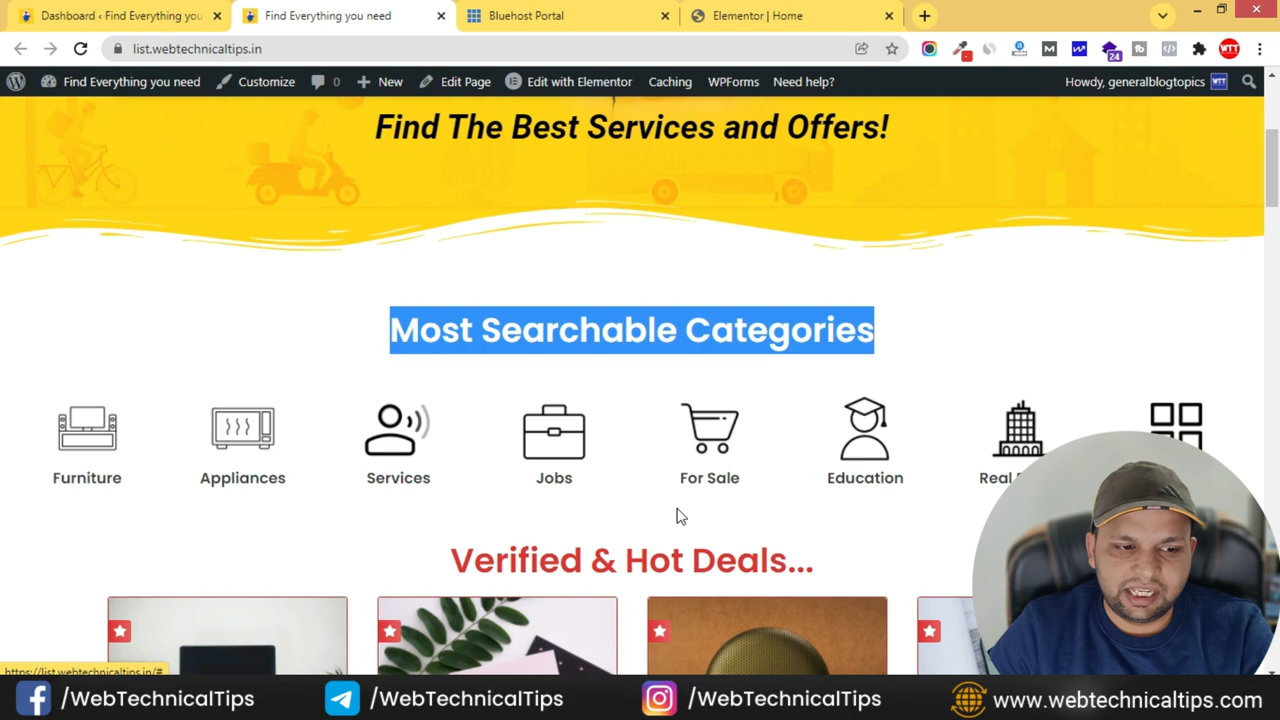 Dashboard ‹ Find Everything you
Find Everything you need
Bluehost Portal
Elementor | Home
list.webtechnicaltips.in
Find Everything you need
Customize
0
New
Edit Page
Edit with Elementor
Caching
WPForms
Need help?
Howdy, generalblogtopics
WTT
24
Find The Best Services and Offers!
Most Searchable Categories
Furniture
Appliances
Services
Jobs
For Sale
Education
Real
Verified & Hot Deals...
https://list.webtechnicaltips.in/#
/WebTechnicalTips
/WebTechnicalTips
/WebTechnicalTips
www.webtechnicaltips.com